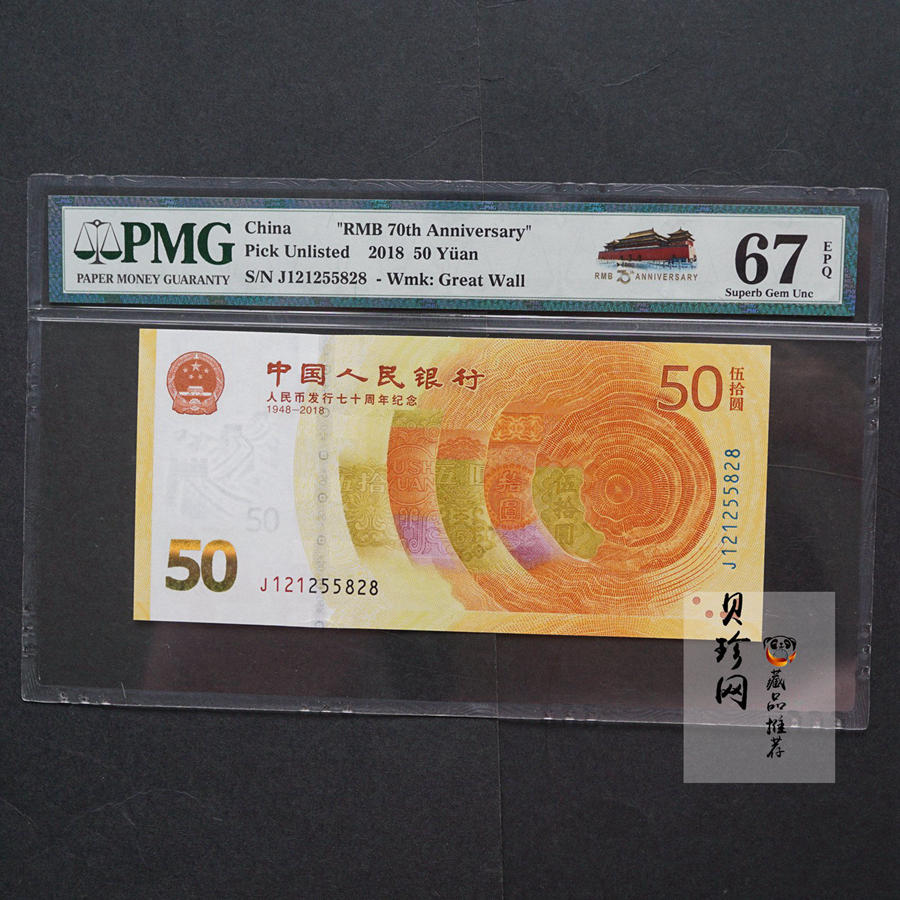 PMG
PAPER MONEY GUARANTY
China "RMB 70th Anniversary"
Pick Unlisted 2018 50 Yüan
S/N J121255828 - Wmk: Great Wall
RMB 70th ANNIVERSARY
67
EPQ
Superb Gem Unc
中国人民银行
人民币发行七十周年纪念
1948-2018
50
伍拾圆
50
50
J121255828
J121255828
贝珍网
藏品推荐